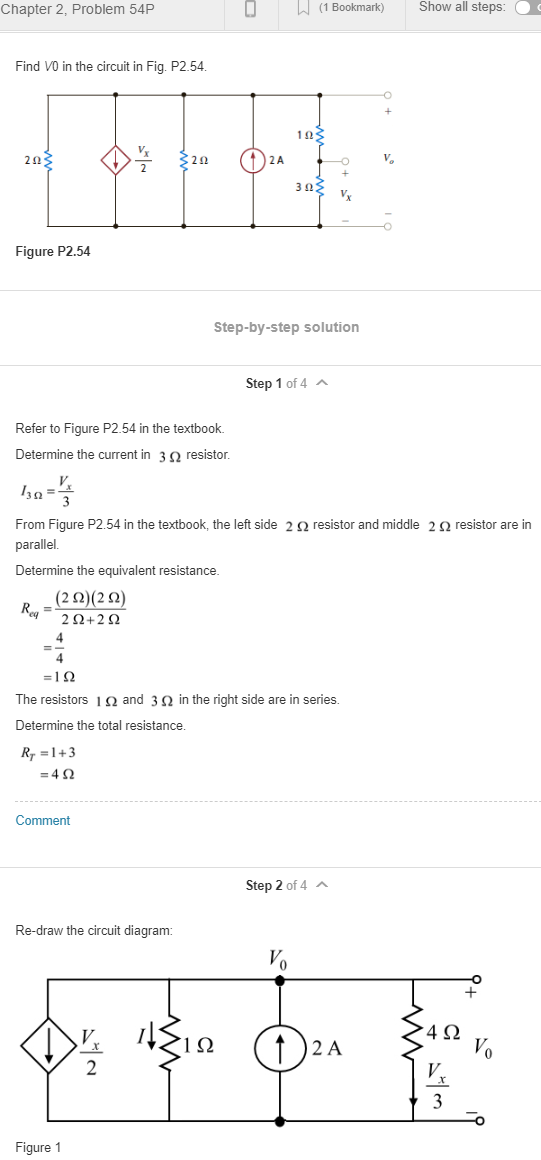 Chapter 2, Problem 54P
(1 Bookmark)
Show all steps:
Find V0 in the circuit in Fig. P2.54.
2 Ω
Vx/2
2 Ω
2 A
1 Ω
3 Ω
+
Vx
−
+
Vo
−
Figure P2.54
Step-by-step solution
Step 1 of 4
Refer to Figure P2.54 in the textbook.
Determine the current in 3 Ω resistor.
I3Ω = Vx/3
From Figure P2.54 in the textbook, the left side 2 Ω resistor and middle 2 Ω resistor are in
parallel.
Determine the equivalent resistance.
Req = (2 Ω)(2 Ω)/2 Ω+2 Ω
= 4/4
=1Ω
The resistors 1 Ω and 3 Ω in the right side are in series.
Determine the total resistance.
RT =1+3
=4 Ω
Comment
Step 2 of 4
Re-draw the circuit diagram:
V0
Vx/2
I
1Ω
2 A
4 Ω
Vx/3
+
V0
−
Figure 1